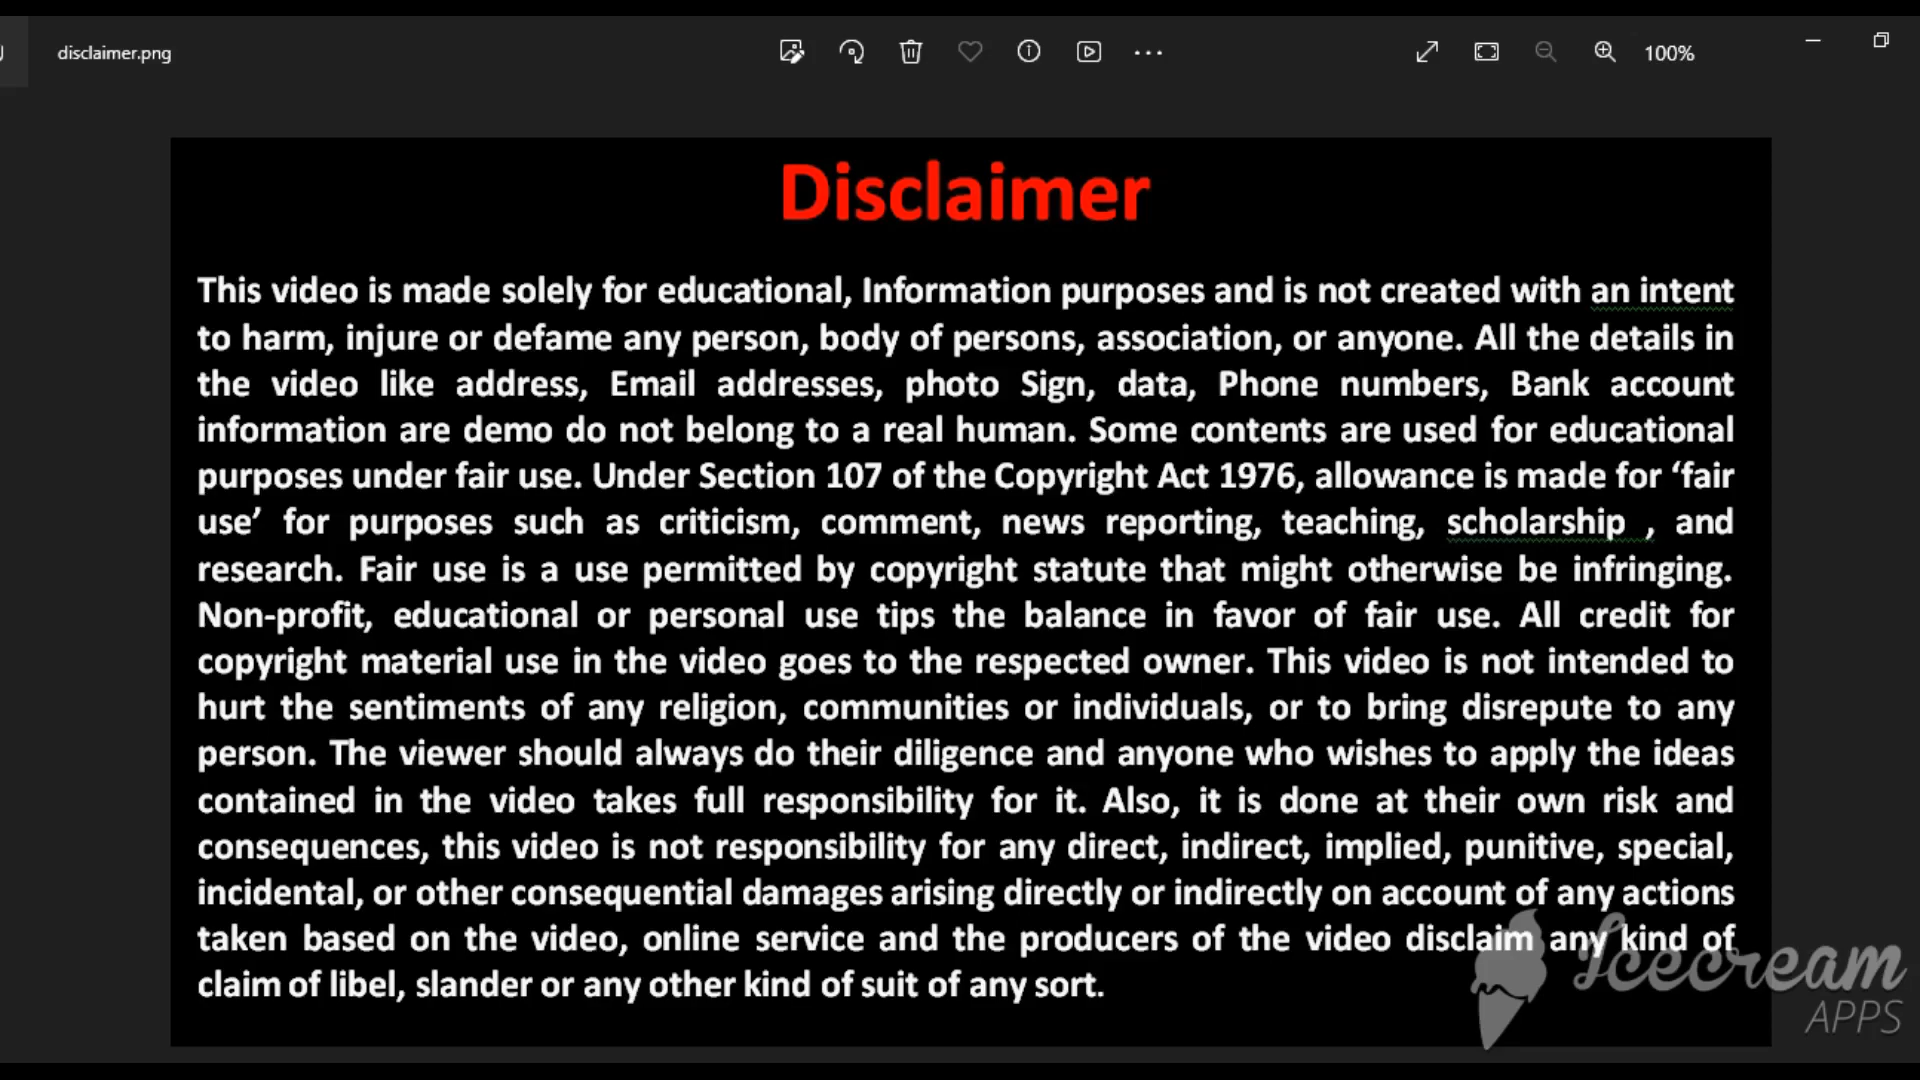 disclaimer.png
100%
Disclaimer
This video is made solely for educational, Information purposes and is not created with an intent
to harm, injure or defame any person, body of persons, association, or anyone. All the details in
the video like address, Email addresses, photo Sign, data, Phone numbers, Bank account
information are demo do not belong to a real human. Some contents are used for educational
purposes under fair use. Under Section 107 of the Copyright Act 1976, allowance is made for ‘fair
use’ for purposes such as criticism, comment, news reporting, teaching, scholarship , and
research. Fair use is a use permitted by copyright statute that might otherwise be infringing.
Non-profit, educational or personal use tips the balance in favor of fair use. All credit for
copyright material use in the video goes to the respected owner. This video is not intended to
hurt the sentiments of any religion, communities or individuals, or to bring disrepute to any
person. The viewer should always do their diligence and anyone who wishes to apply the ideas
contained in the video takes full responsibility for it. Also, it is done at their own risk and
consequences, this video is not responsibility for any direct, indirect, implied, punitive, special,
incidental, or other consequential damages arising directly or indirectly on account of any actions
taken based on the video, online service and the producers of the video disclaim any kind of
claim of libel, slander or any other kind of suit of any sort.
Icecream
APPS